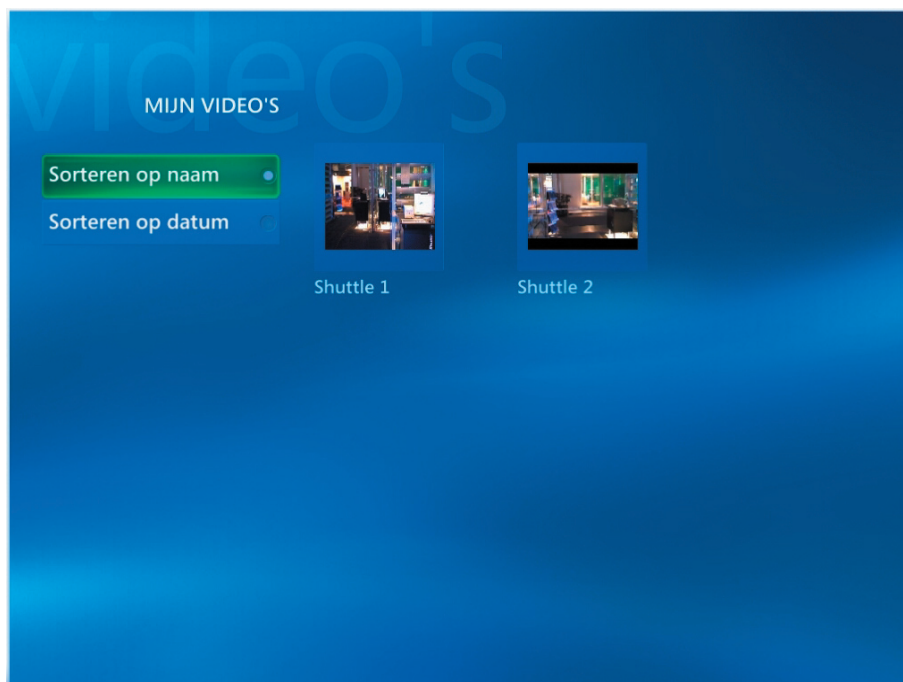 video's
MIJN VIDEO'S
Sorteren op naam
Sorteren op datum
Shuttle 1
Shuttle 2